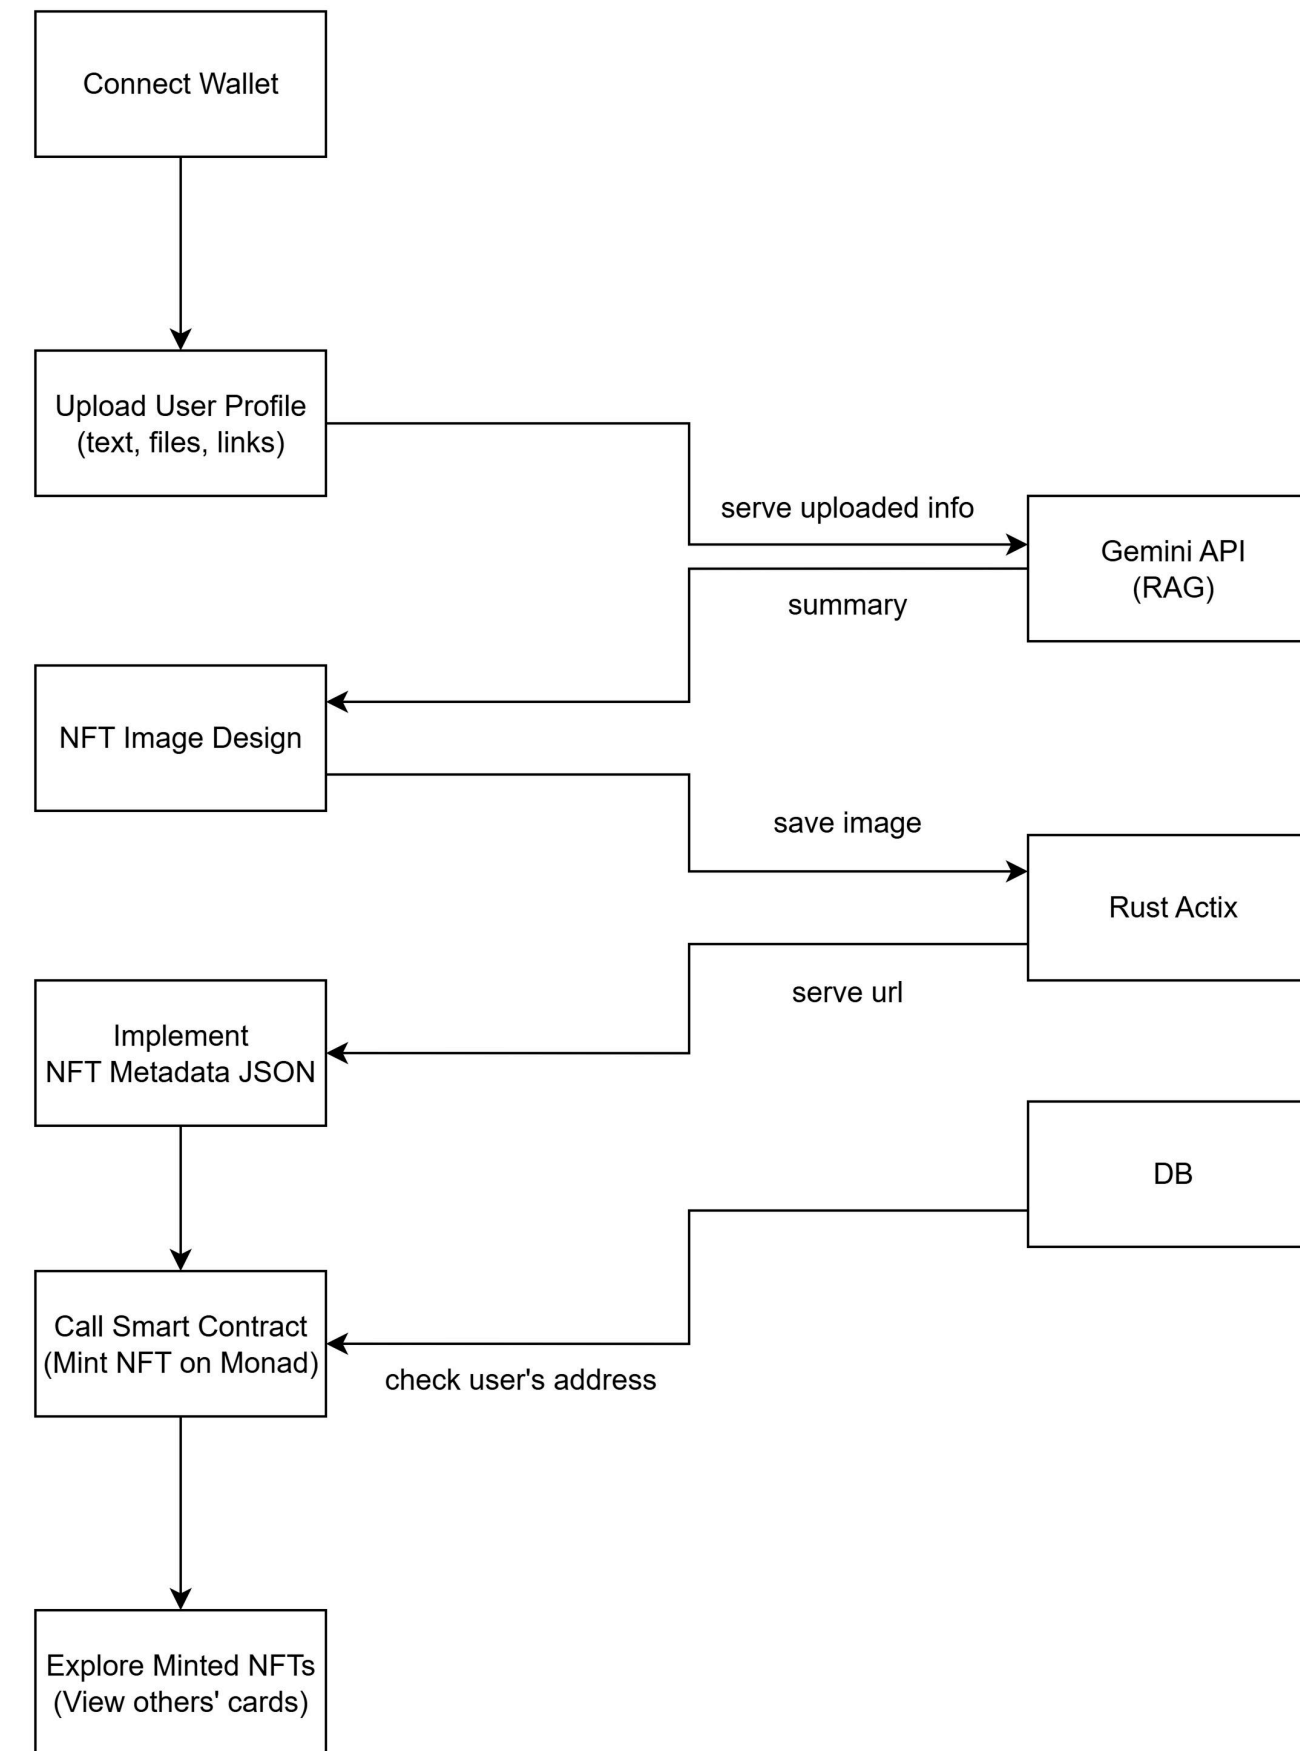 Connect Wallet
Upload User Profile
(text, files, links)
serve uploaded info
Gemini API
(RAG)
summary
NFT Image Design
save image
Rust Actix
serve url
Implement
NFT Metadata JSON
DB
Call Smart Contract
(Mint NFT on Monad)
check user's address
Explore Minted NFTs
(View others' cards)